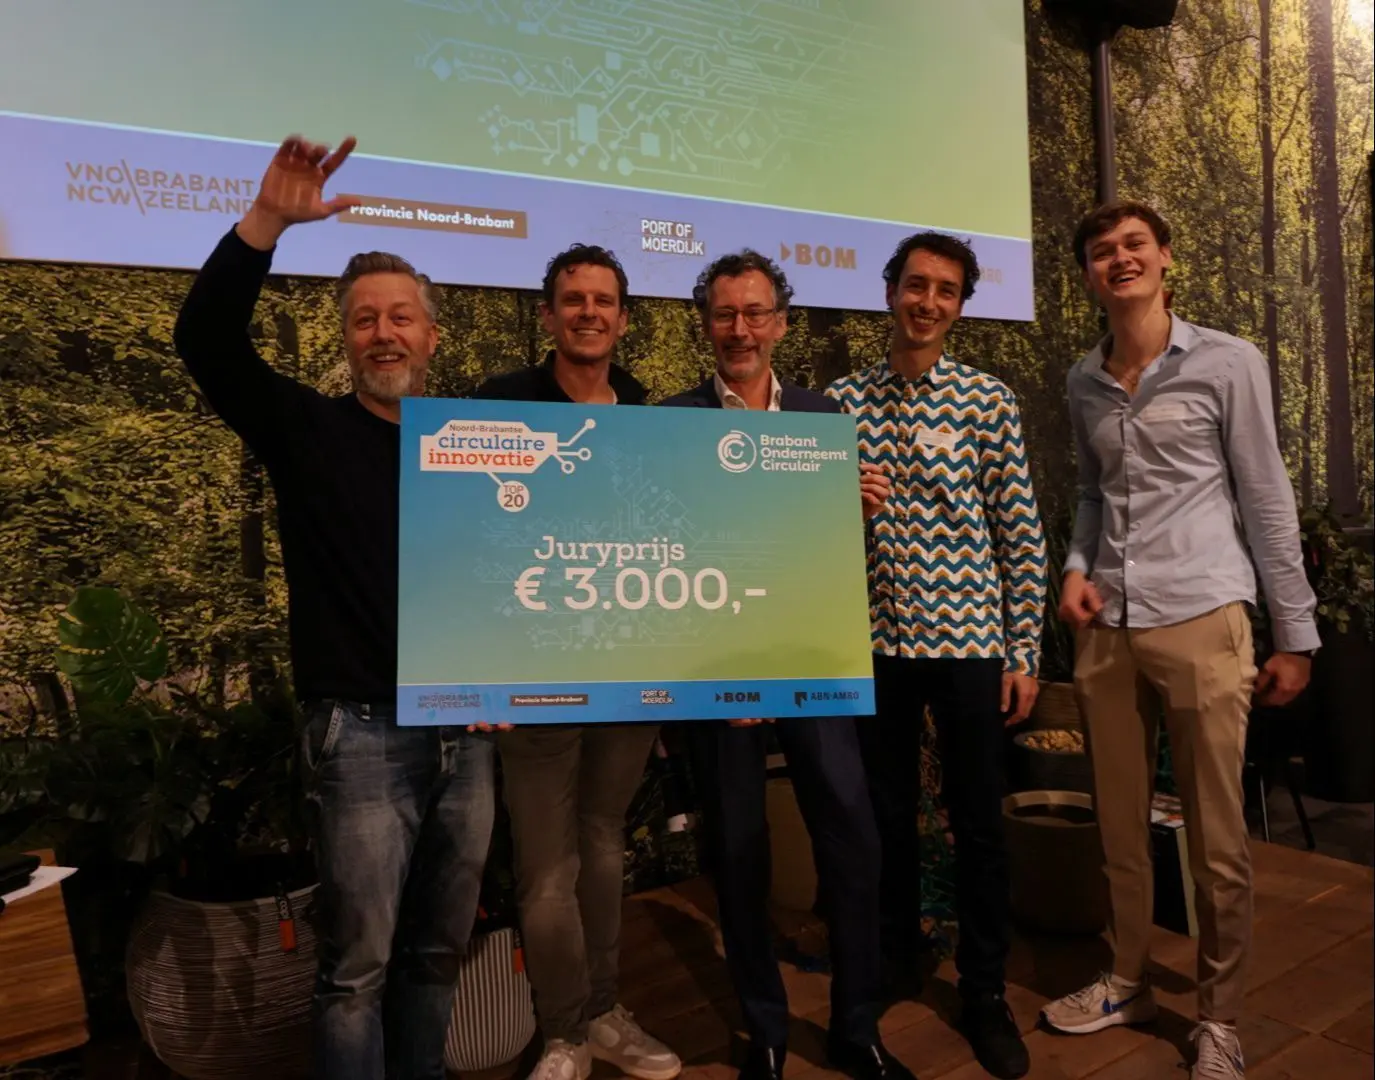 VNO\BRABANT
NCW\ZEELAND
Provincie Noord-Brabant
PORT OF
MOERDIJK
BOM
Noord-Brabantse
circulaire
innovatie
TOP
20
Brabant
Onderneemt
Circulair
Juryprijs
€ 3.000,-
VNO\BRABANT
NCW\ZEELAND
Provincie Noord-Brabant
PORT OF
MOERDIJK
BOM
ABN·AMRO